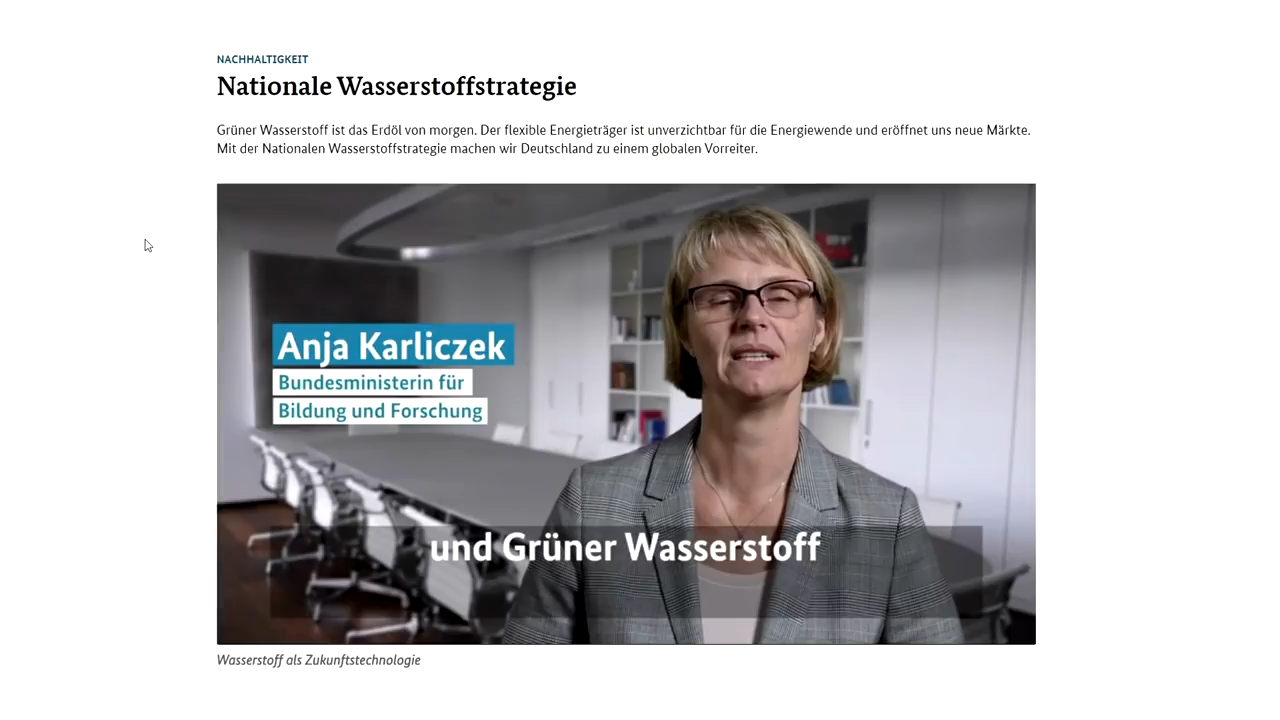 NACHHALTIGKEIT
Nationale Wasserstoffstrategie
Grüner Wasserstoff ist das Erdöl von morgen. Der flexible Energieträger ist unverzichtbar für die Energiewende und eröffnet uns neue Märkte.
Mit der Nationalen Wasserstoffstrategie machen wir Deutschland zu einem globalen Vorreiter.
Anja Karliczek
Bundesministerin für
Bildung und Forschung
und Grüner Wasserstoff
Wasserstoff als Zukunftstechnologie